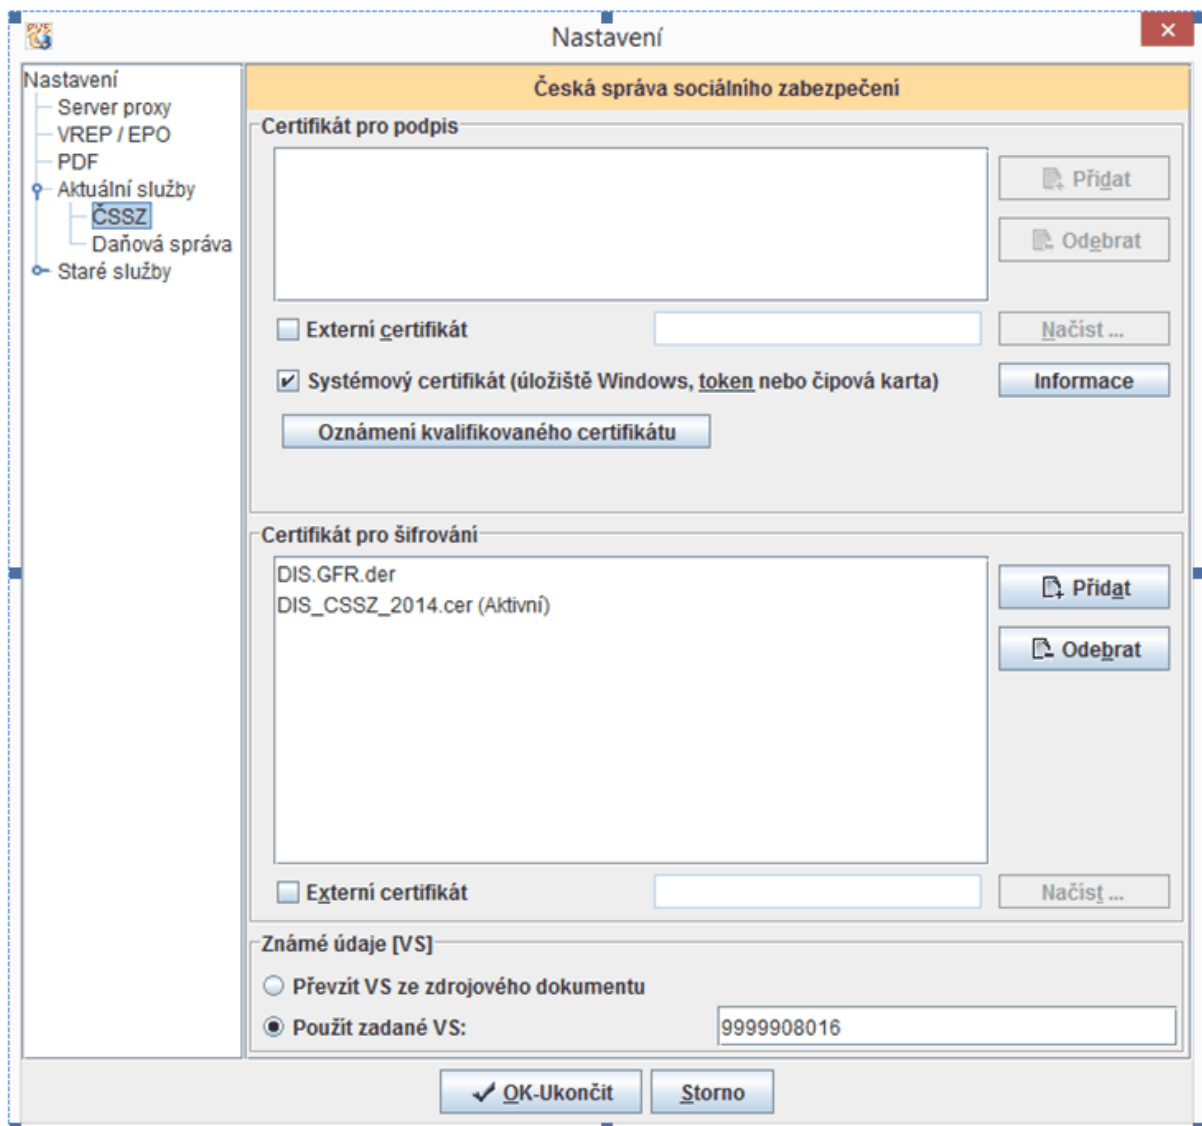 Nastavení
Nastavení
Server proxy
VREP / EPO
PDF
Aktuální služby
ČSSZ
Daňová správa
Staré služby
Česká správa sociálního zabezpečení
Certifikát pro podpis
Přidat
Odebrat
Externí certifikát
Načíst ...
Systémový certifikát (úložiště Windows, token nebo čipová karta)
Informace
Oznámení kvalifikovaného certifikátu
Certifikát pro šifrování
DIS.GFR.der
DIS_CSSZ_2014.cer (Aktivní)
Přidat
Odebrat
Externí certifikát
Načíst ...
Známé údaje [VS]
Převzít VS ze zdrojového dokumentu
Použít zadané VS:
9999908016
OK-Ukončit
Storno